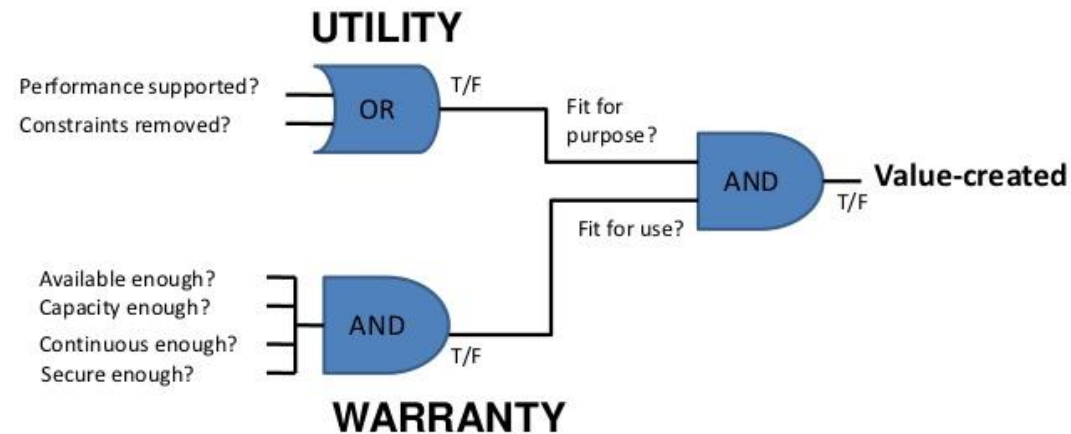 UTILITY
Performance supported?
Constraints removed?
OR
T/F
Fit for
purpose?
AND
Value-created
T/F
Fit for use?
Available enough?
Capacity enough?
Continuous enough?
Secure enough?
AND
T/F
WARRANTY